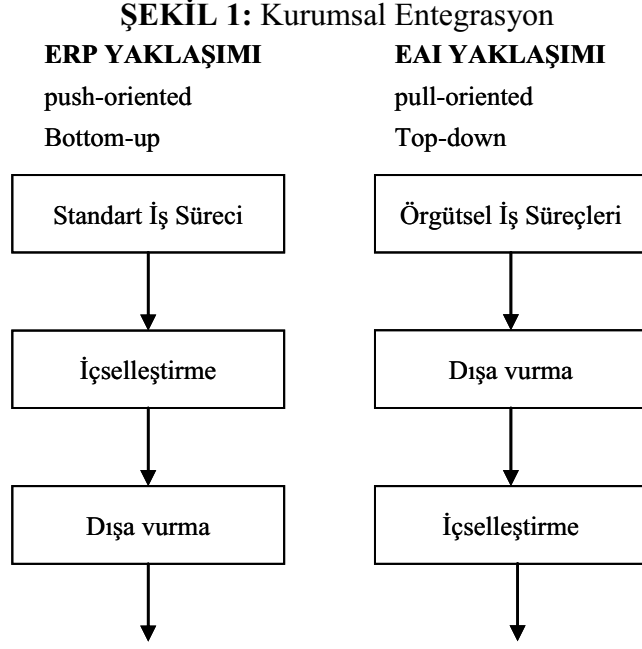 ŞEKİL 1: Kurumsal Entegrasyon
ERP YAKLAŞIMI
push-oriented
Bottom-up
Standart İş Süreci
İçselleştirme
Dışa vurma
EAI YAKLAŞIMI
pull-oriented
Top-down
Örgütsel İş Süreçleri
Dışa vurma
İçselleştirme